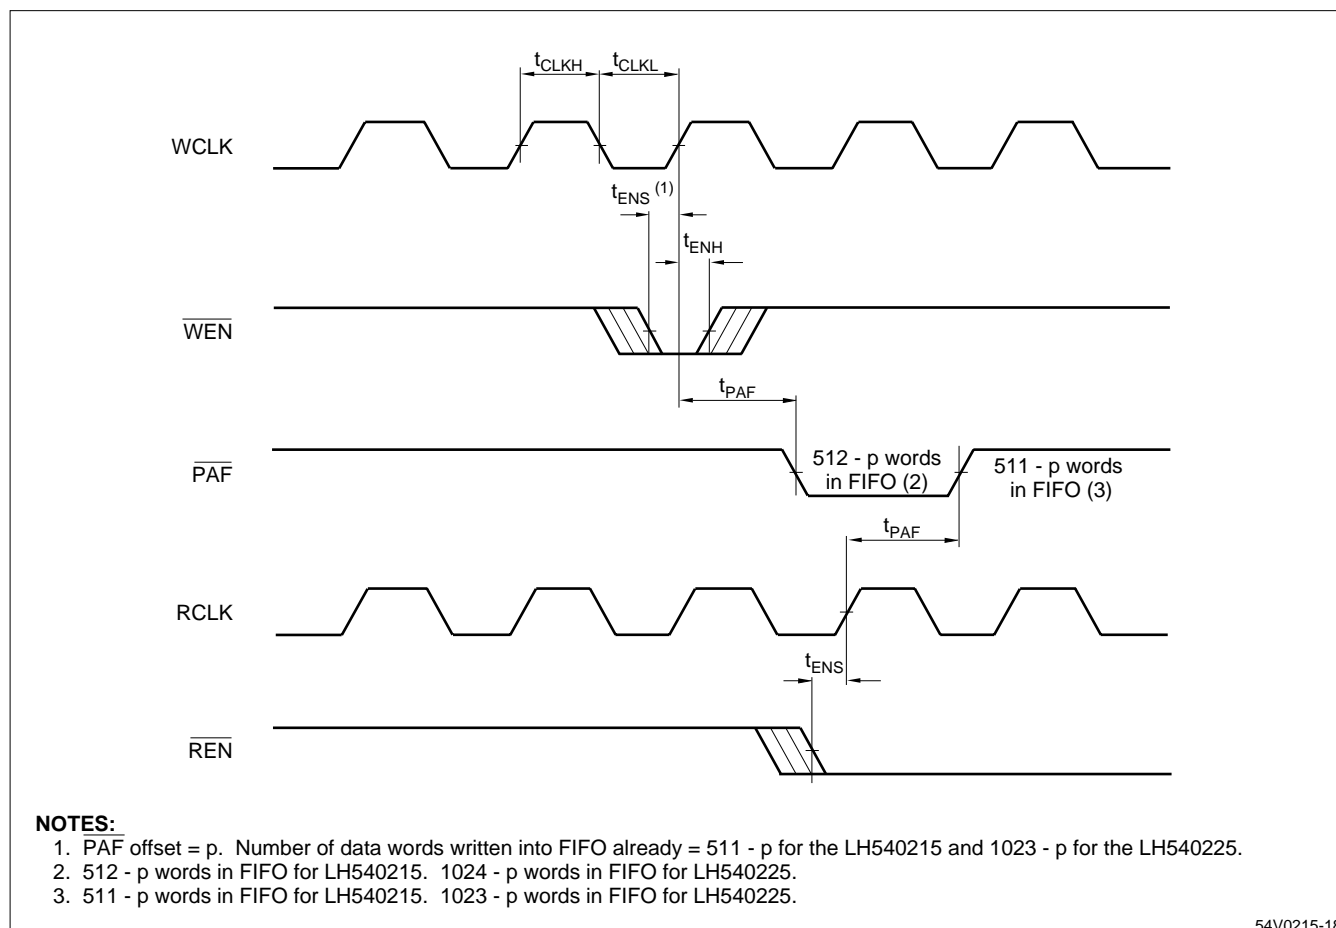 tCLKH tCLKL
WCLK
tENS (1)
tENH
WEN
tPAF
PAF
512 - p words
in FIFO (2)
511 - p words
in FIFO (3)
tPAF
RCLK
tENS
REN
NOTES:
1. PAF offset = p. Number of data words written into FIFO already = 511 - p for the LH540215 and 1023 - p for the LH540225.
2. 512 - p words in FIFO for LH540215. 1024 - p words in FIFO for LH540225.
3. 511 - p words in FIFO for LH540215. 1023 - p words in FIFO for LH540225.
54V0215-18